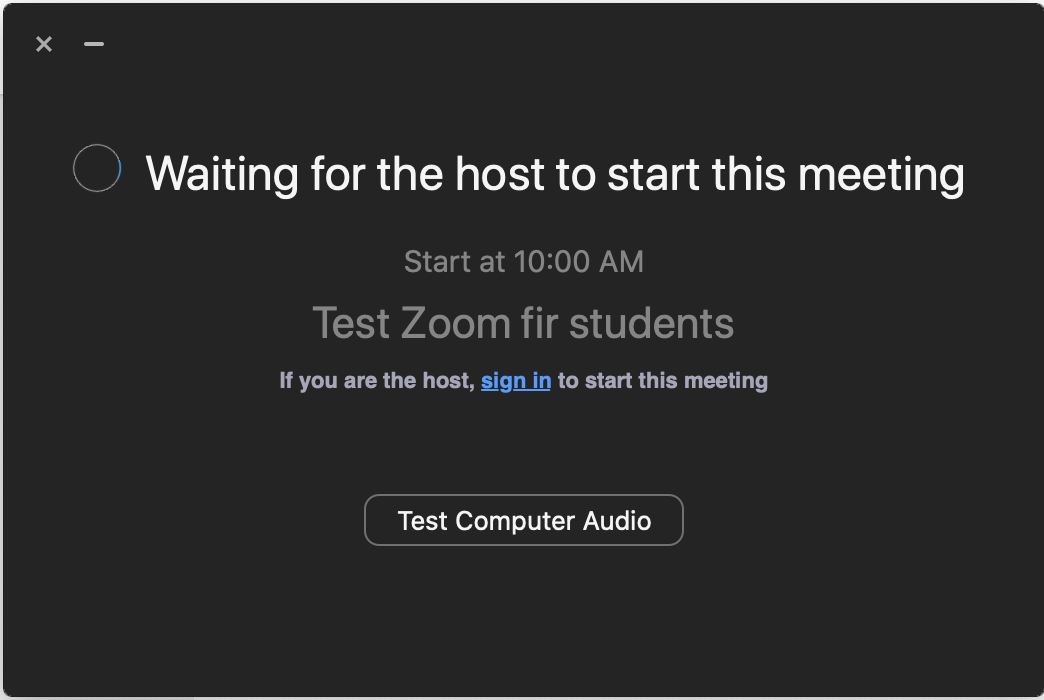 Waiting for the host to start this meeting
Start at 10:00 AM
Test Zoom fir students
If you are the host, sign in to start this meeting
Test Computer Audio